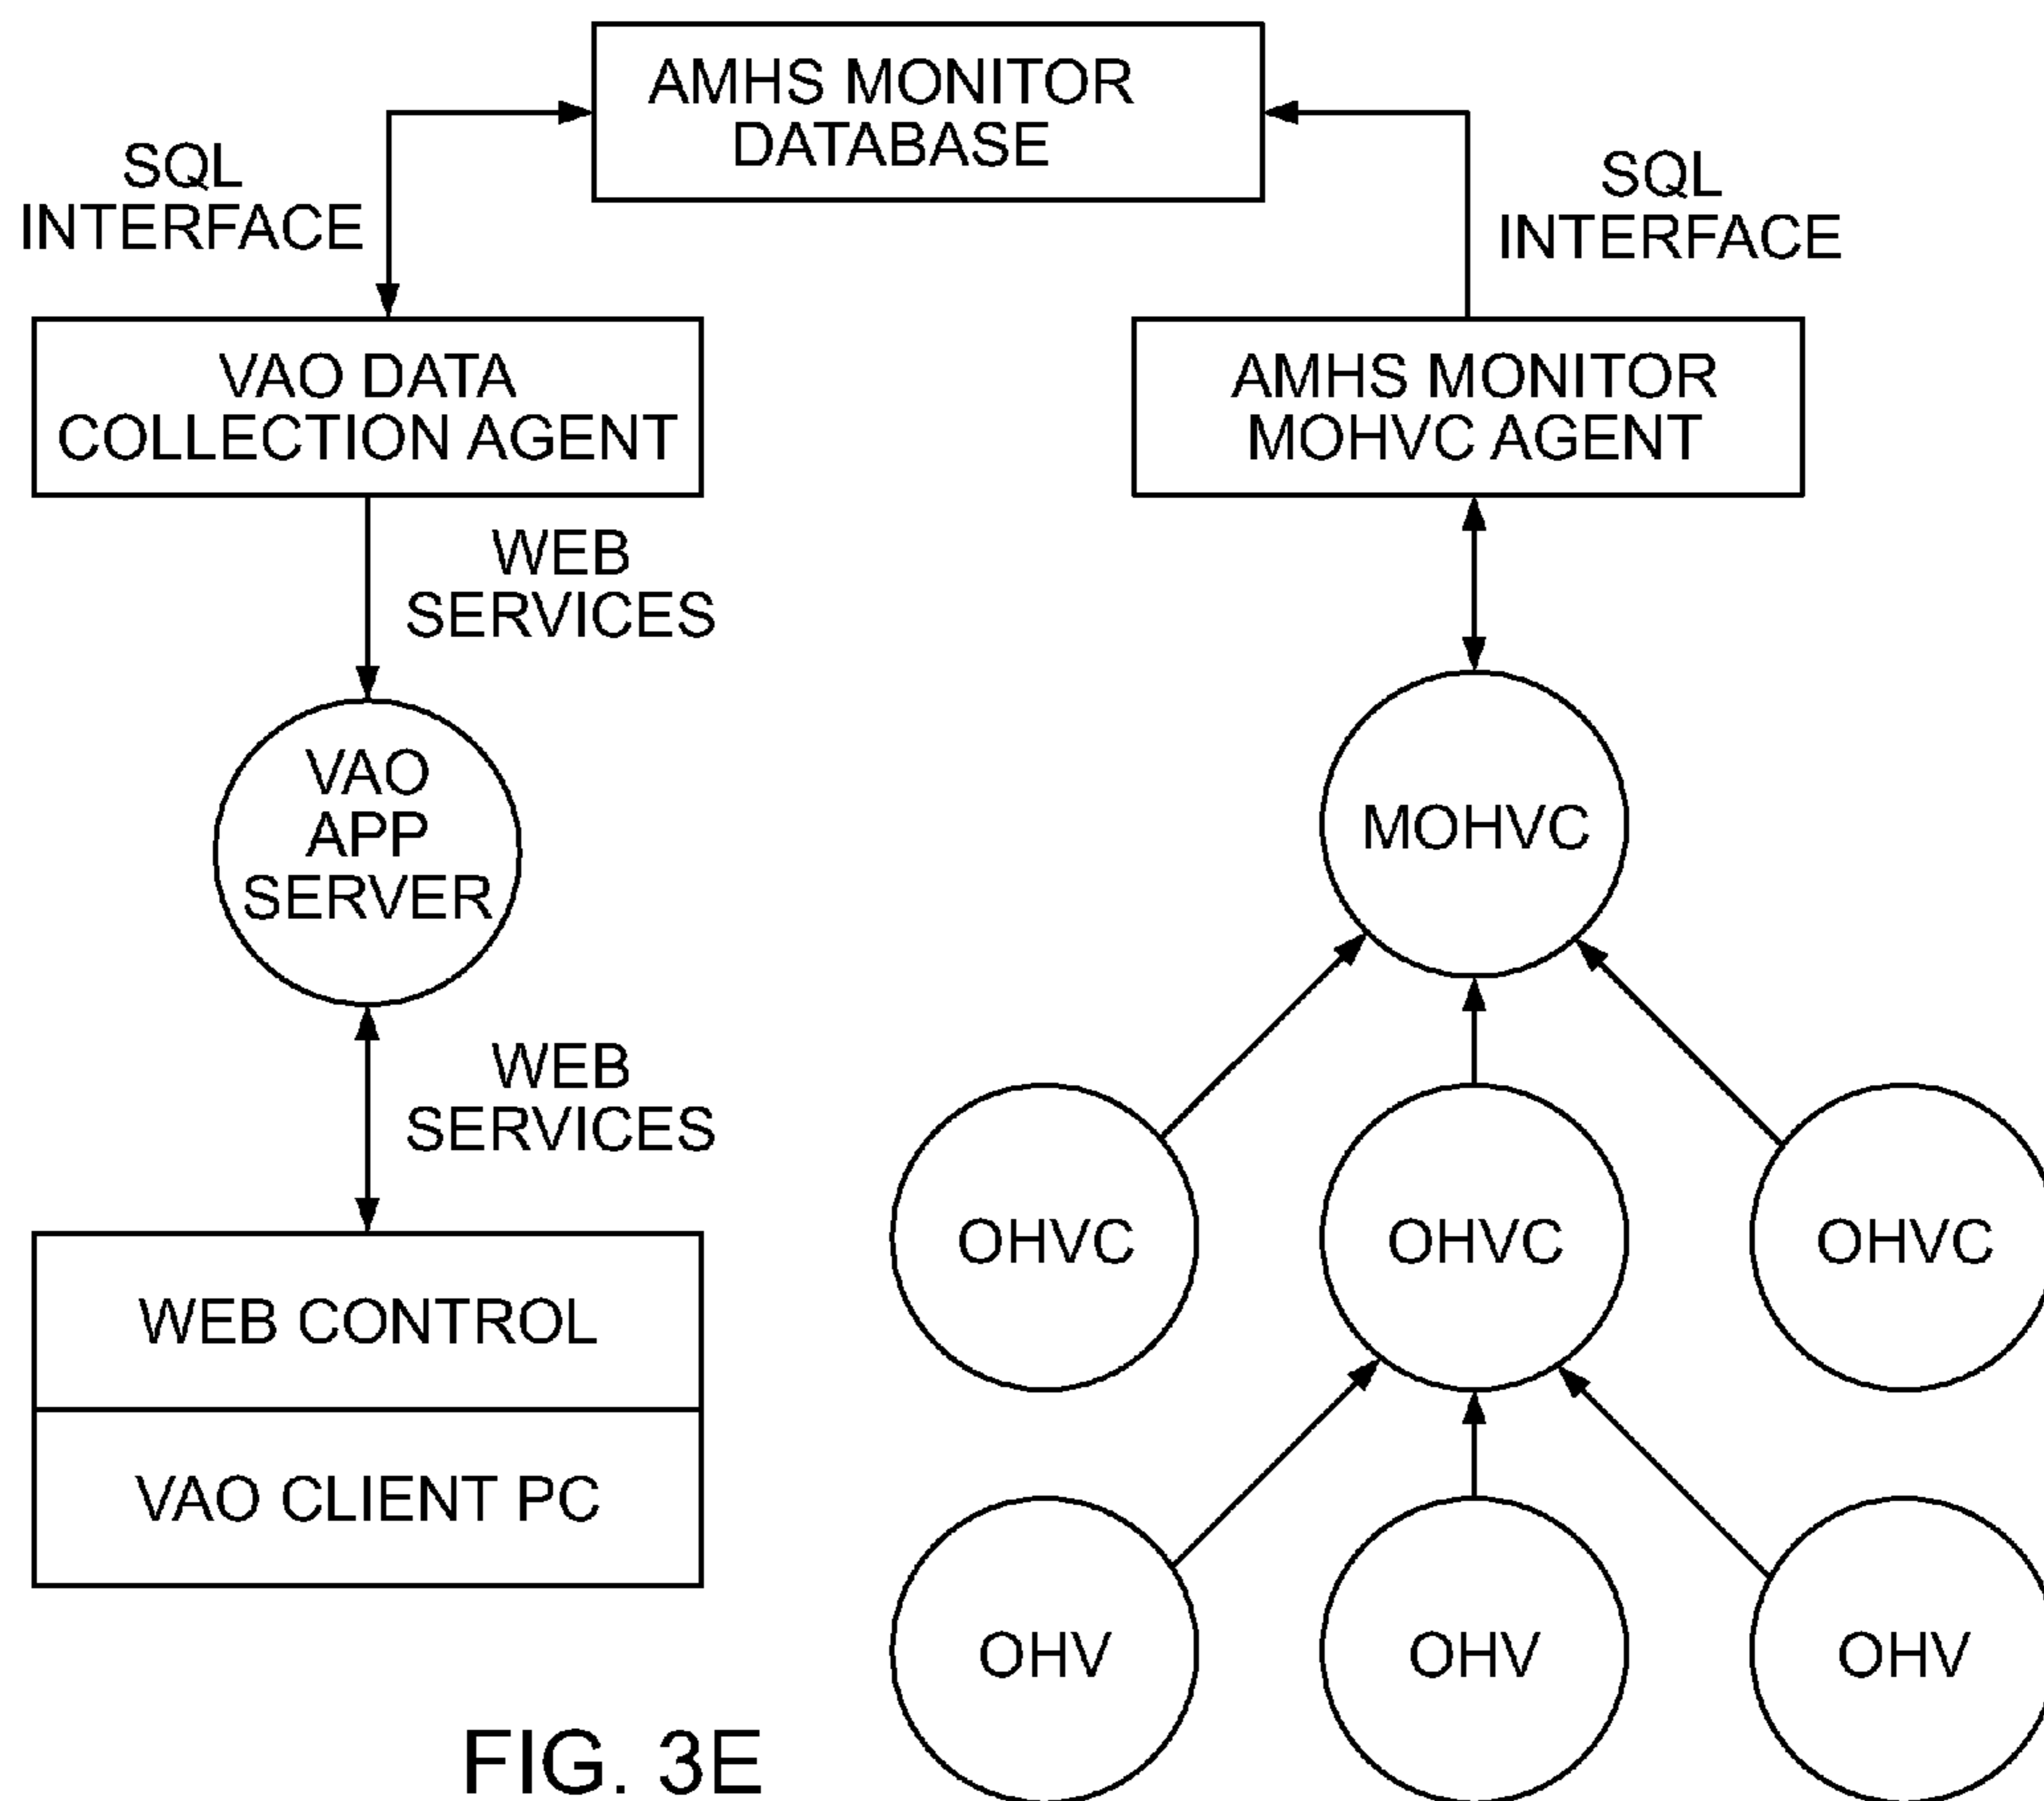 AMHS MONITOR
DATABASE
SQL
INTERFACE
SQL
INTERFACE
VAO DATA
COLLECTION AGENT
AMHS MONITOR
MOHVC AGENT
WEB
SERVICES
VAO
APP
SERVER
MOHVC
WEB
SERVICES
OHVC
OHVC
OHVC
WEB CONTROL
VAO CLIENT PC
OHV
OHV
OHV
FIG. 3E